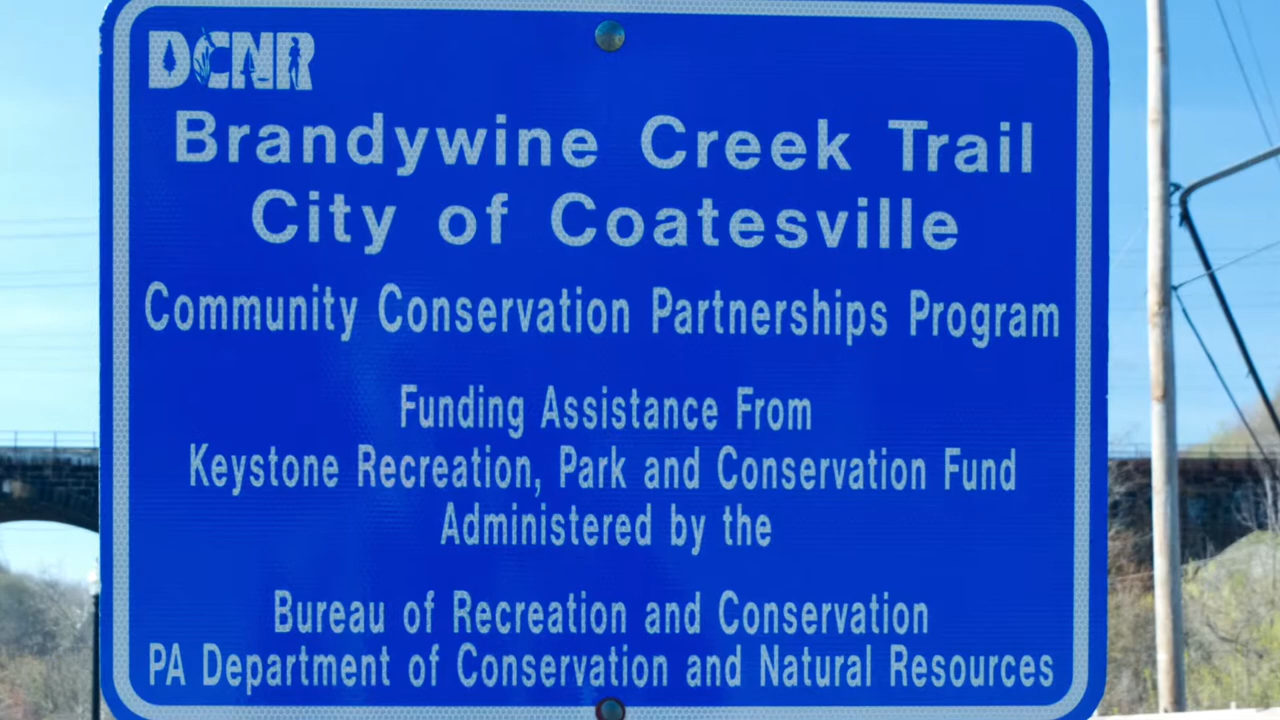 DCNR
Brandywine Creek Trail
City of Coatesville
Community Conservation Partnerships Program
Funding Assistance From
Keystone Recreation, Park and Conservation Fund
Administered by the
Bureau of Recreation and Conservation
PA Department of Conservation and Natural Resources